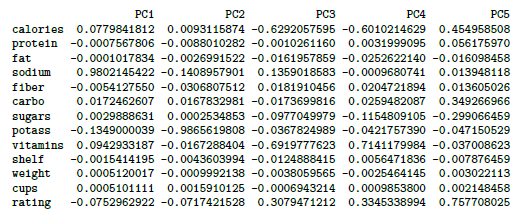 PC1 PC2 PC3 PC4 PC5
calories 0.0779841812 0.0093115874 -0.6292057595 -0.6010214629 0.454958508
protein -0.0007567806 -0.0088010282 -0.0010261160 0.0031999095 0.056175970
fat -0.0001017834 -0.0026991522 -0.0161957859 -0.0252622140 -0.016098458
sodium 0.9802145422 -0.1408957901 0.1359018583 -0.0009680741 0.013948118
fiber -0.0054127550 -0.0306807512 0.0181910456 0.0204721894 0.013605026
carbo 0.0172462607 0.0167832981 -0.0173699816 0.0259482087 0.349266966
sugars 0.0029888631 0.0002534853 -0.0977049979 -0.1154809105 -0.299066459
potass -0.1349000039 -0.9865619808 -0.0367824989 -0.0421757390 -0.047150529
vitamins 0.0942933187 -0.0167288404 -0.6919777623 0.7141179984 -0.037008623
shelf -0.0015414195 -0.0043603994 -0.0124888415 0.0056471836 -0.007876459
weight 0.0005120017 -0.0009992138 -0.0038059565 -0.0025464145 0.003022113
cups 0.0005101111 0.0015910125 -0.0006943214 0.0009853800 0.002148458
rating -0.0752962922 -0.0717421528 0.3079471212 0.3345338994 0.757708025